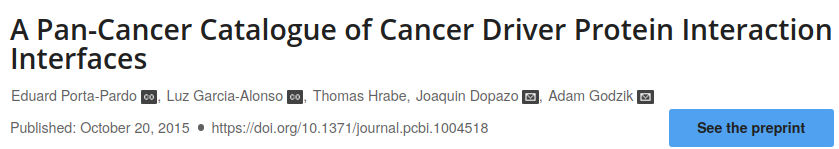 A Pan-Cancer Catalogue of Cancer Driver Protein Interaction
Interfaces
Eduard Porta-Pardo, Luz Garcia-Alonso, Thomas Hrabe, Joaquin Dopazo, Adam Godzik
Published: October 20, 2015 • https://doi.org/10.1371/journal.pcbi.1004518
See the preprint